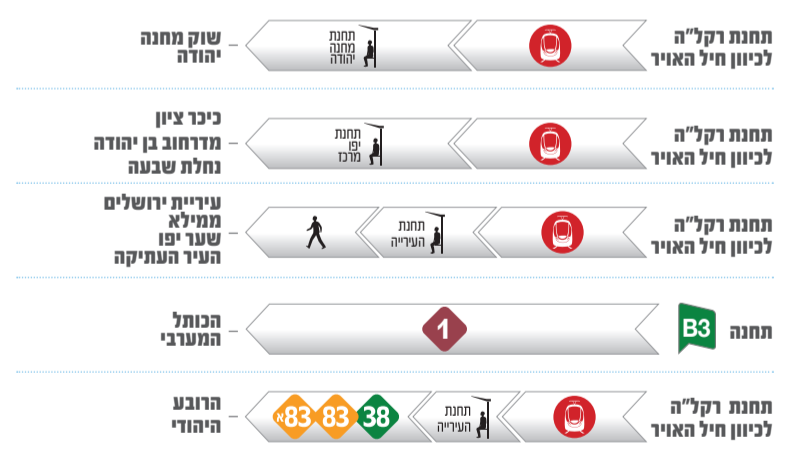 תחנת רקל"ה
לכיוון חיל האויר
תחנת
מחנה
יהודה
שוק מחנה
יהודה
תחנת רקל"ה
לכיוון חיל האויר
תחנת
יפו
מרכז
כיכר ציון
מדרחוב בן יהודה
נחלת שבעה
תחנת רקל"ה
לכיוון חיל האויר
תחנת
העירייה
עיריית ירושלים
ממילא
שער יפו
העיר העתיקה
תחנה B3
1
הכותל
המערבי
תחנת רקל"ה
לכיוון חיל האויר
תחנת
העירייה
38 83 83א
הרובע
היהודי